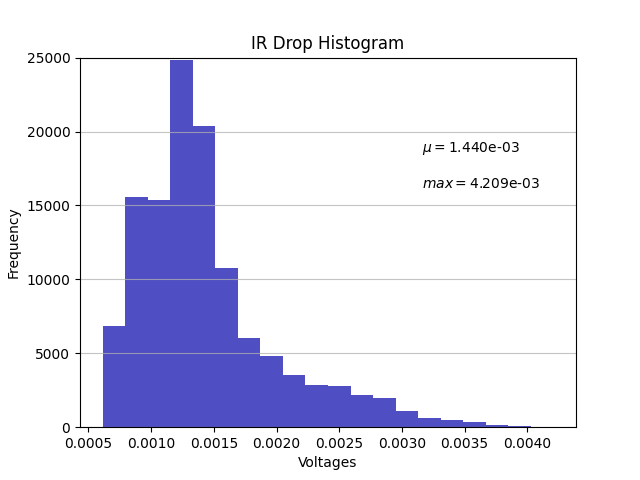 IR Drop Histogram
25000
20000
15000
10000
5000
0
Frequency
μ = 1.440e-03
max = 4.209e-03
0.0005 0.0010 0.0015 0.0020 0.0025 0.0030 0.0035 0.0040
Voltages